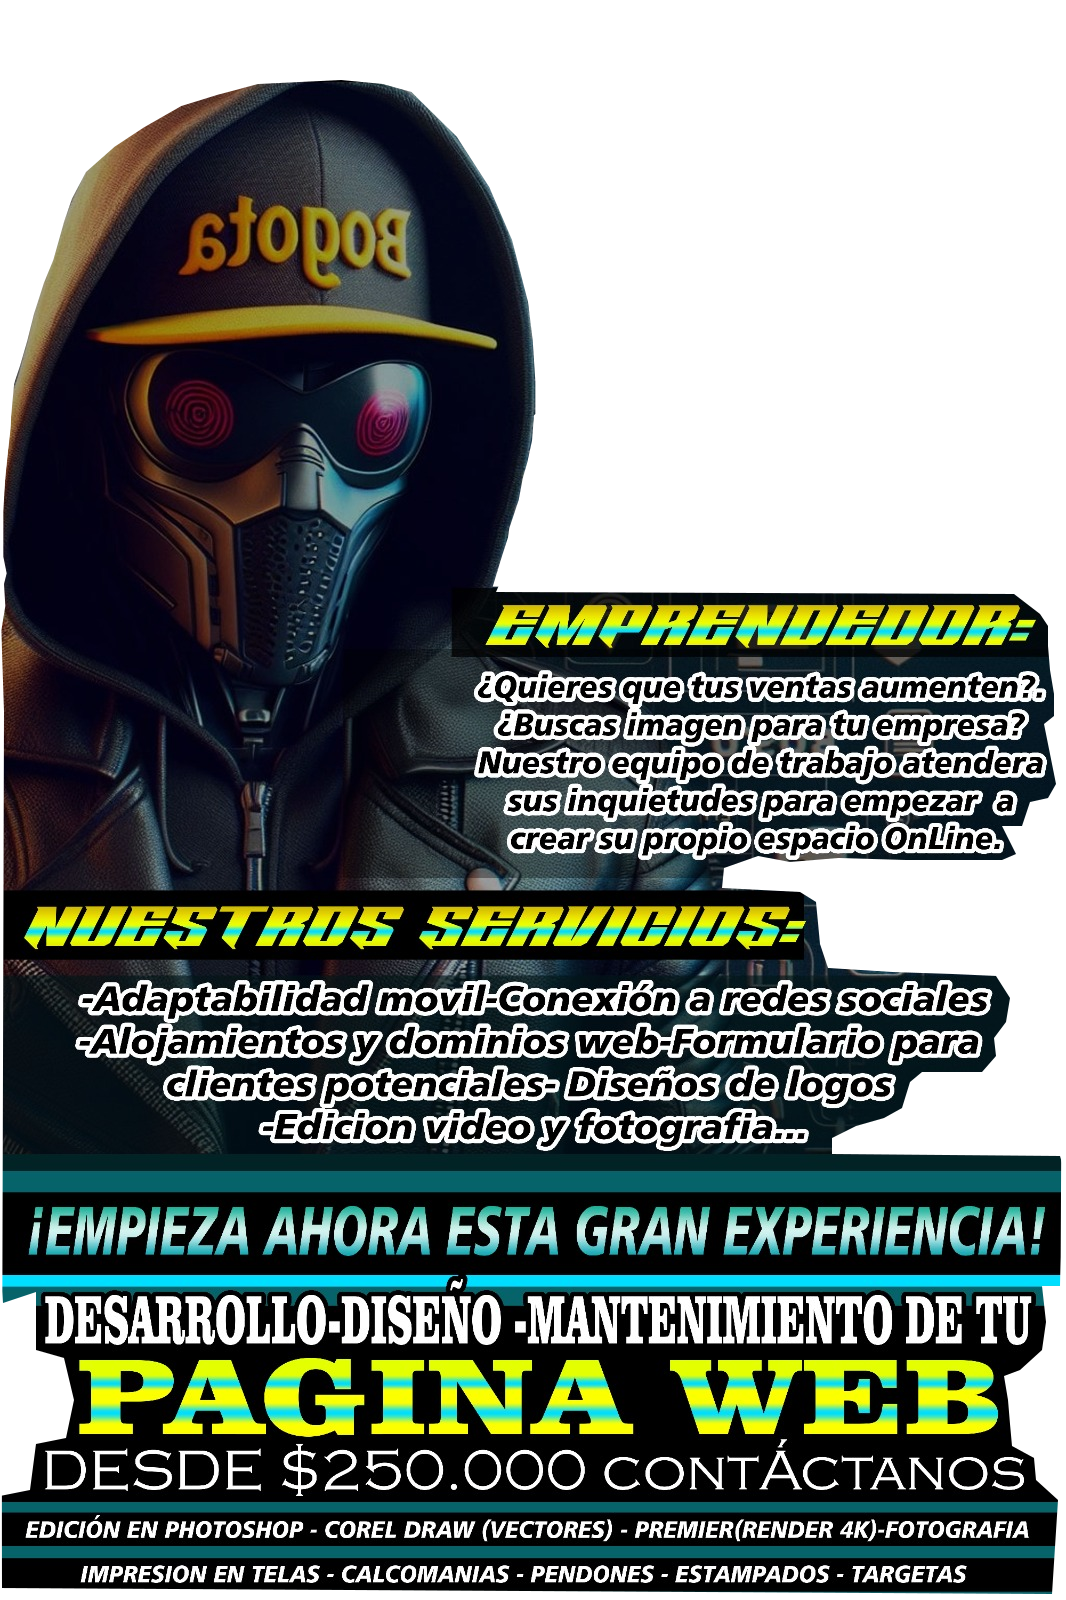 Bogota
EMPRENDEDOR:
¿Quieres que tus ventas aumenten?.
¿Buscas imagen para tu empresa?
Nuestro equipo de trabajo atendera
sus inquietudes para empezar a
crear su propio espacio OnLine.
NUESTROS SERVICIOS:
-Adaptabilidad movil-Conexión a redes sociales
-Alojamientos y dominios web-Formulario para
clientes potenciales- Diseños de logos
-Edicion video y fotografia...
¡EMPIEZA AHORA ESTA GRAN EXPERIENCIA!
DESARROLLO-DISEÑO -MANTENIMIENTO DE TU
PAGINA WEB
DESDE $250.000 CONTÁCTANOS
EDICIÓN EN PHOTOSHOP - COREL DRAW (VECTORES) - PREMIER(RENDER 4K)-FOTOGRAFIA
IMPRESION EN TELAS - CALCOMANIAS - PENDONES - ESTAMPADOS - TARGETAS